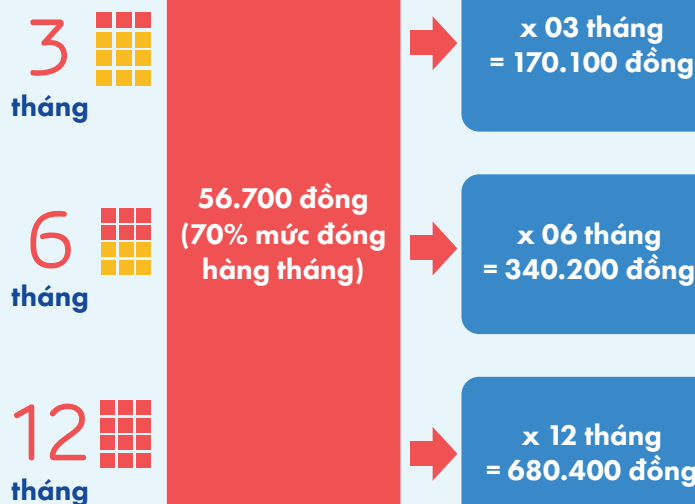 3
tháng
x 03 tháng
= 170.100 đồng
56.700 đồng
(70% mức đóng
hàng tháng)
6
tháng
x 06 tháng
= 340.200 đồng
12
tháng
x 12 tháng
= 680.400 đồng